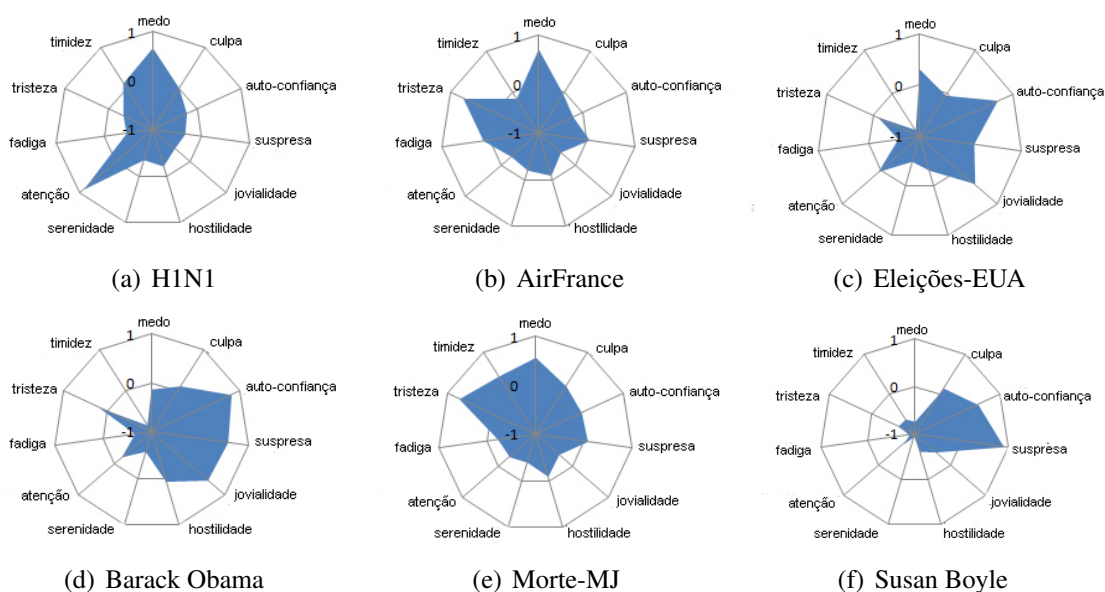 medo
1
timidez
culpa
0
tristeza
auto-confiança
-1
fadiga
suspresa
atenção
jovialidade
serenidade
hostilidade
(a) H1N1
medo
1
timidez
culpa
0
tristeza
auto-confiança
-1
fadiga
suspresa
atenção
jovialidade
serenidade
hostllidade
(b) AirFrance
medo
1
timidez
culpa
0
tristeza
auto-confiança
-1
fadiga
suspresa
atenção
jovialidade
serenidade
hostilidade
(c) Eleições-EUA
medo
1
timidez
culpa
0
tristeza
auto-confiança
-1
fadiga
suspresa
atenção
jovialidade
serenidade
hostilidade
(d) Barack Obama
medo
1
timidez
culpa
0
tristeza
auto-confiança
-1
fadiga
suspresa
atenção
jovialidade
serenidade
hostilidade
(e) Morte-MJ
medo
1
timidez
culpa
0
tristeza
auto-confiança
-1
fadiga
suspresa
atenção
jovialidade
serenidade
hostilidade
(f) Susan Boyle